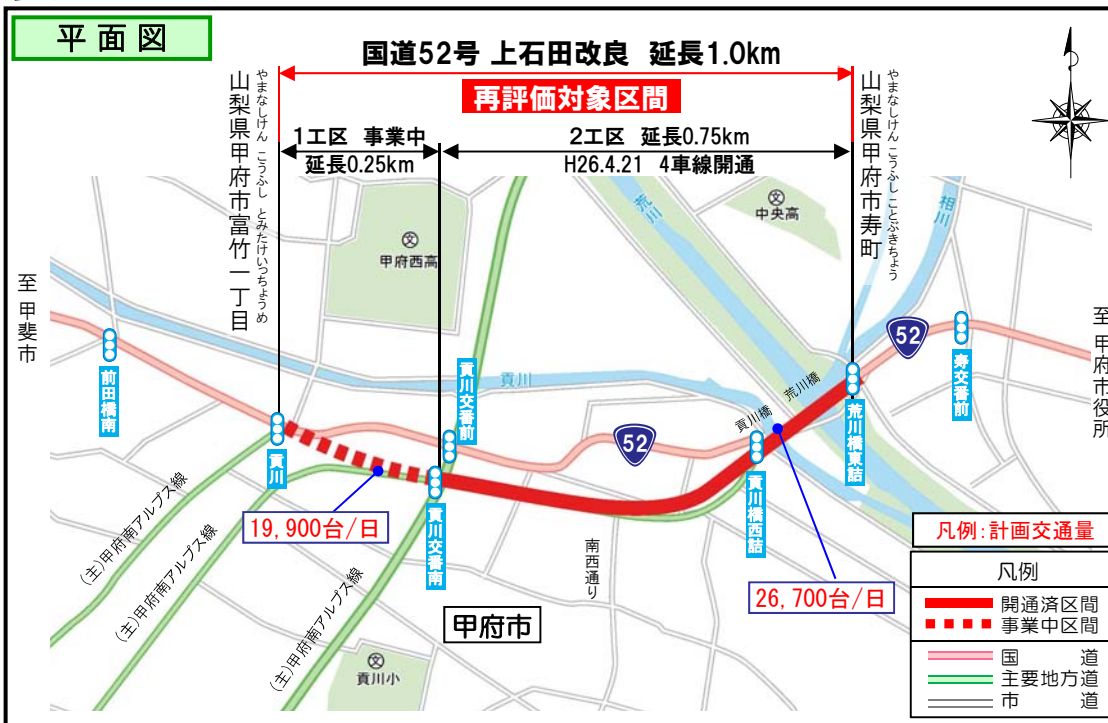 平面図
国道52号 上石田改良 延長1.0km
再評価対象区間
1工区 事業中
延長0.25km
2工区 延長0.75km
H26.4.21 4車線開通
山梨県甲府市富竹一丁目
やまなしけん こうふし とみたけいっちょうめ
山梨県甲府市寿町
やまなしけん こうふし ことぶきちょう
至 甲斐市
至 甲府市役所
甲府西高
文
中央高
文
荒川
相川
貢川
貢川橋
荒川橋
52
52
前田橋南
貢川
貢川交番前
貢川交番南
貢川橋西詰
荒川橋東詰
寿交番前
19,900台/日
26,700台/日
(主)甲府南アルプス線
(主)甲府南アルプス線
(主)甲府南アルプス線
南西通り
甲府市
文
貢川小
凡例:計画交通量
凡例
開通済区間
事業中区間
国道
主要地方道
市道